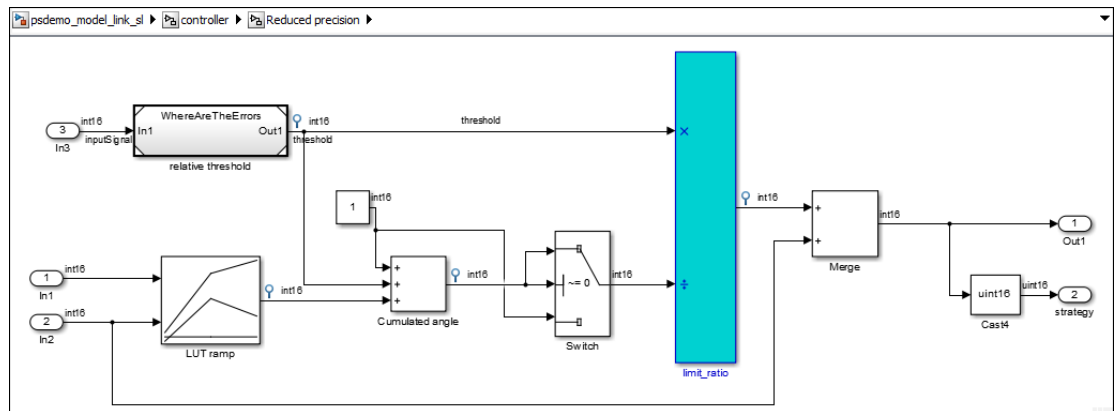 psdemo_model_link_sl controller Reduced precision
int16
3
In3
inputSignal
WhereAreTheErrors
In1
Out1
relative threshold
int16
threshold
threshold
×
1
int16
int16
1
In1
int16
2
In2
LUT ramp
int16
+
+
+
Cumulated angle
int16
~= 0
Switch
int16
÷
limit_ratio
int16
+
+
Merge
int16
1
Out1
uint16
Cast4
uint16
2
strategy